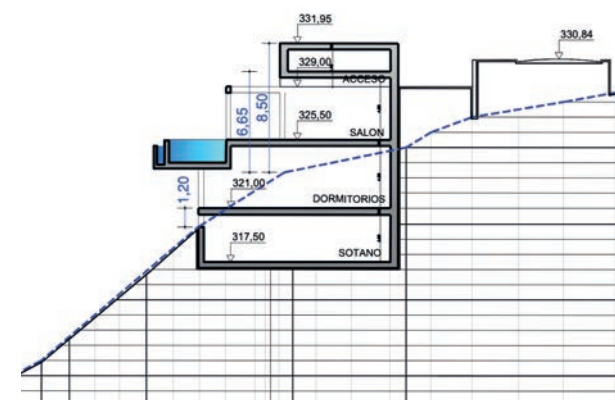 331,95
330,84
329,00
ACCESO
8,50
6,65
325,50
SALON
1,20
321,00
DORMITORIOS
317,50
SOTANO